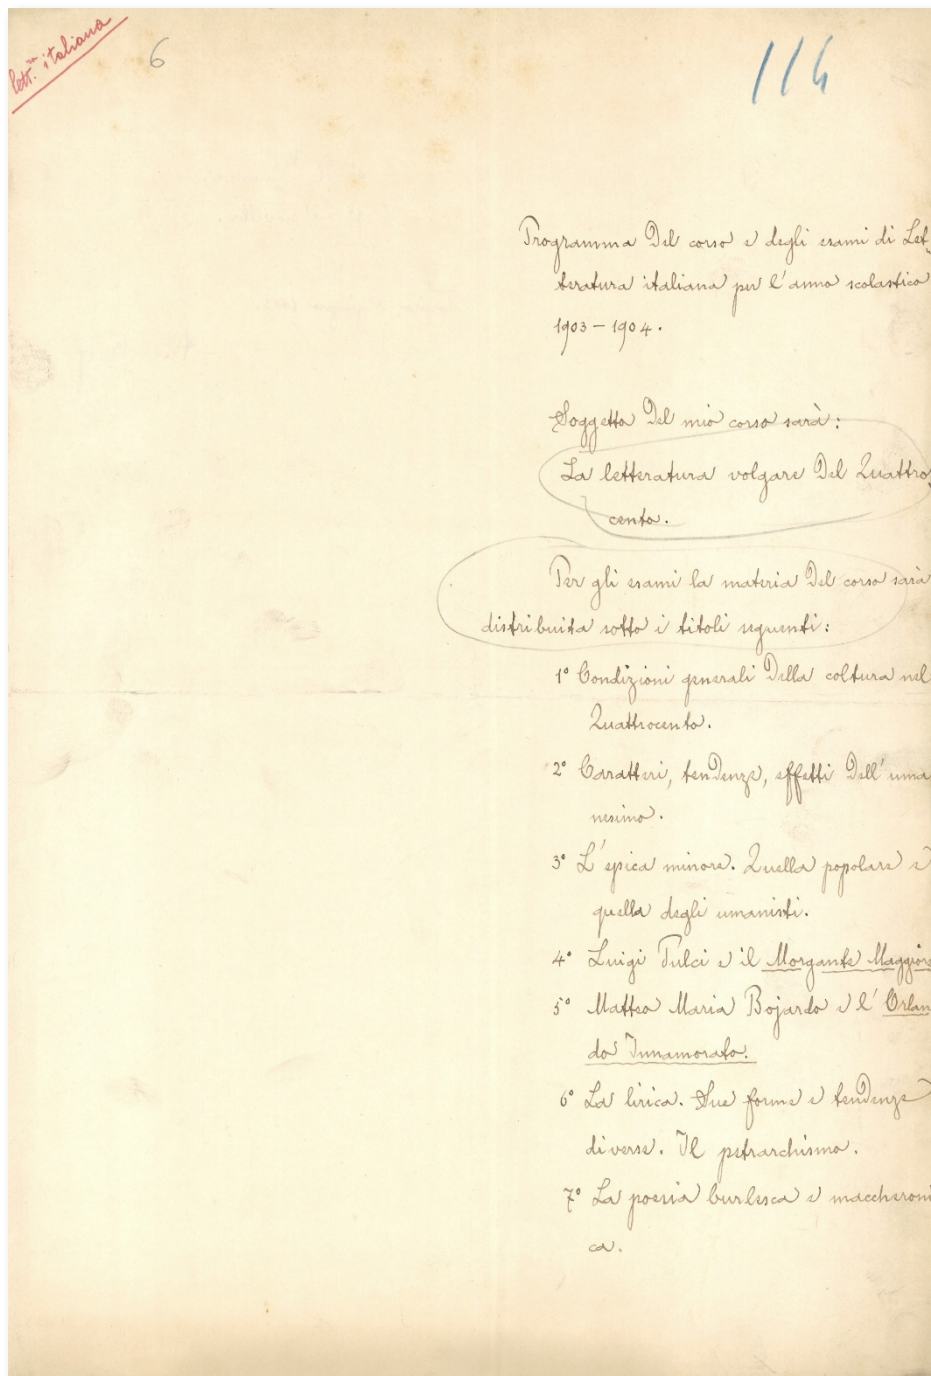 lett.ra italiana
6
114
Programma del corso e degli esami di Let-
teratura italiana per l'anno scolastico
1903-1904.
Soggetto del mio corso sarà:
La letteratura volgare del Quattro-
cento.
Per gli esami la materia del corso sarà
distribuita sotto i titoli seguenti:
1° Condizioni generali della coltura nel
Quattrocento.
2° Caratteri, tendenze, effetti dell'uma
nesimo.
3° L'epica minore. Quella popolare e
quella degli umanisti.
4° Luigi Pulci e il Morgante Maggiore
5° Matteo Maria Bojardo e l'Orlan
do Innamorato.
6° La lirica. Sue forme e tendenze
diverse. Il petrarchismo.
7° La poesia burlesca e maccheroni
ca.